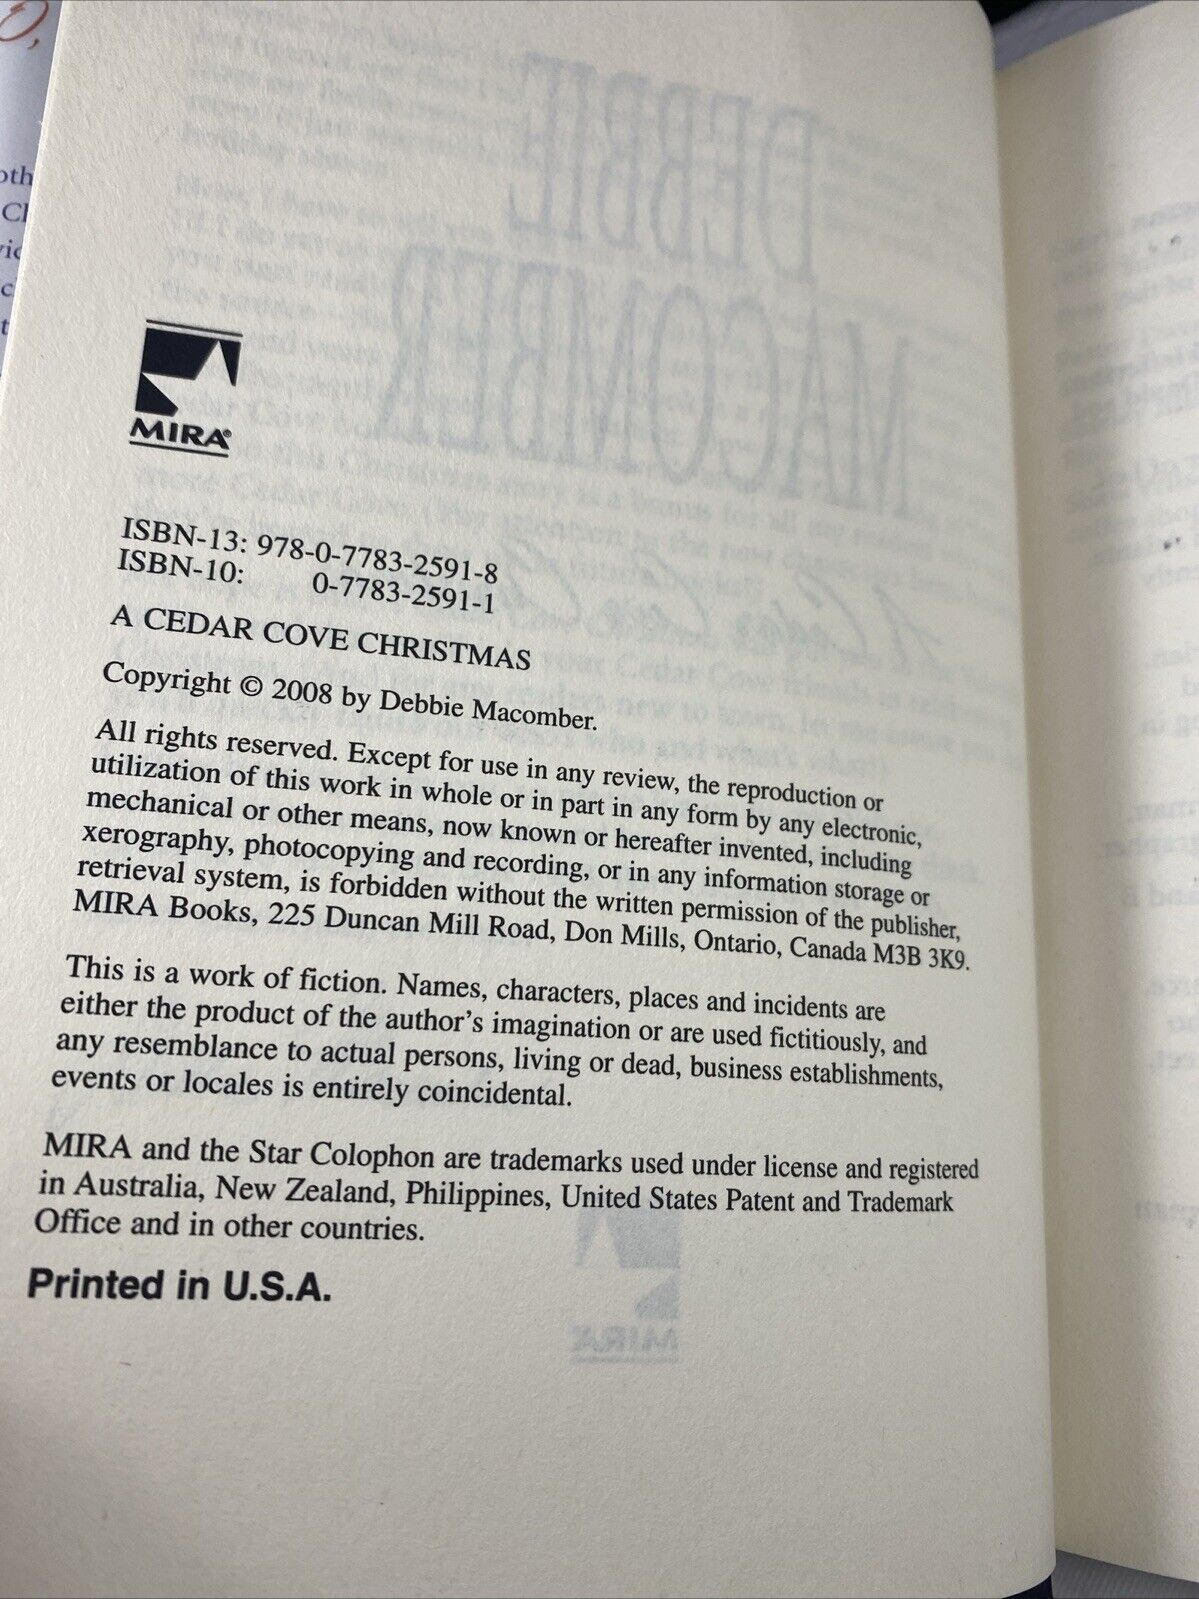 MIRA®
ISBN-13: 978-0-7783-2591-8
ISBN-10: 0-7783-2591-1
A CEDAR COVE CHRISTMAS
Copyright © 2008 by Debbie Macomber.
All rights reserved. Except for use in any review, the reproduction or
utilization of this work in whole or in part in any form by any electronic,
mechanical or other means, now known or hereafter invented, including
xerography, photocopying and recording, or in any information storage or
retrieval system, is forbidden without the written permission of the publisher,
MIRA Books, 225 Duncan Mill Road, Don Mills, Ontario, Canada M3B 3K9.
This is a work of fiction. Names, characters, places and incidents are
either the product of the author's imagination or are used fictitiously, and
any resemblance to actual persons, living or dead, business establishments,
events or locales is entirely coincidental.
MIRA and the Star Colophon are trademarks used under license and registered
in Australia, New Zealand, Philippines, United States Patent and Trademark
Office and in other countries.
Printed in U.S.A.